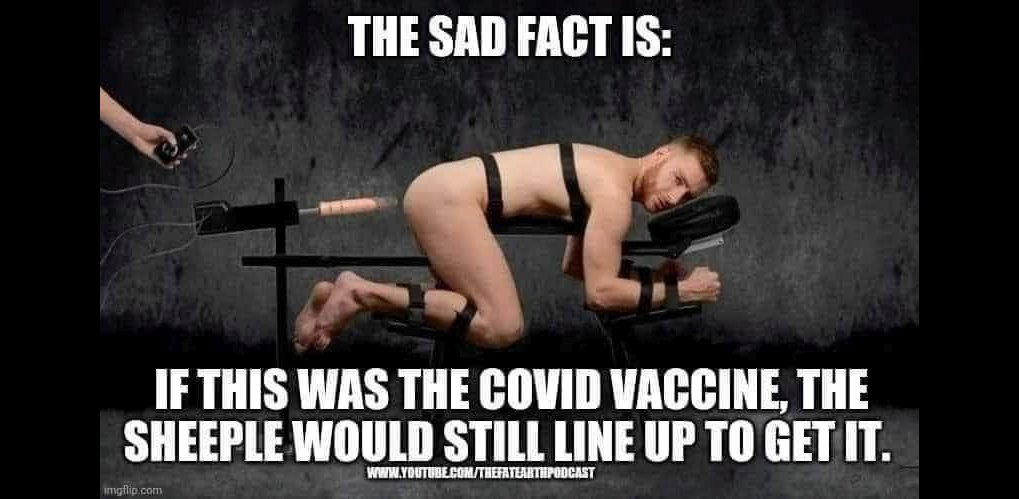 THE SAD FACT IS:
IF THIS WAS THE COVID VACCINE, THE
SHEEPLE WOULD STILL LINE UP TO GET IT.
WWW.YOUTUBE.COM/THEFATEARTHPODCAST
imgflip.com